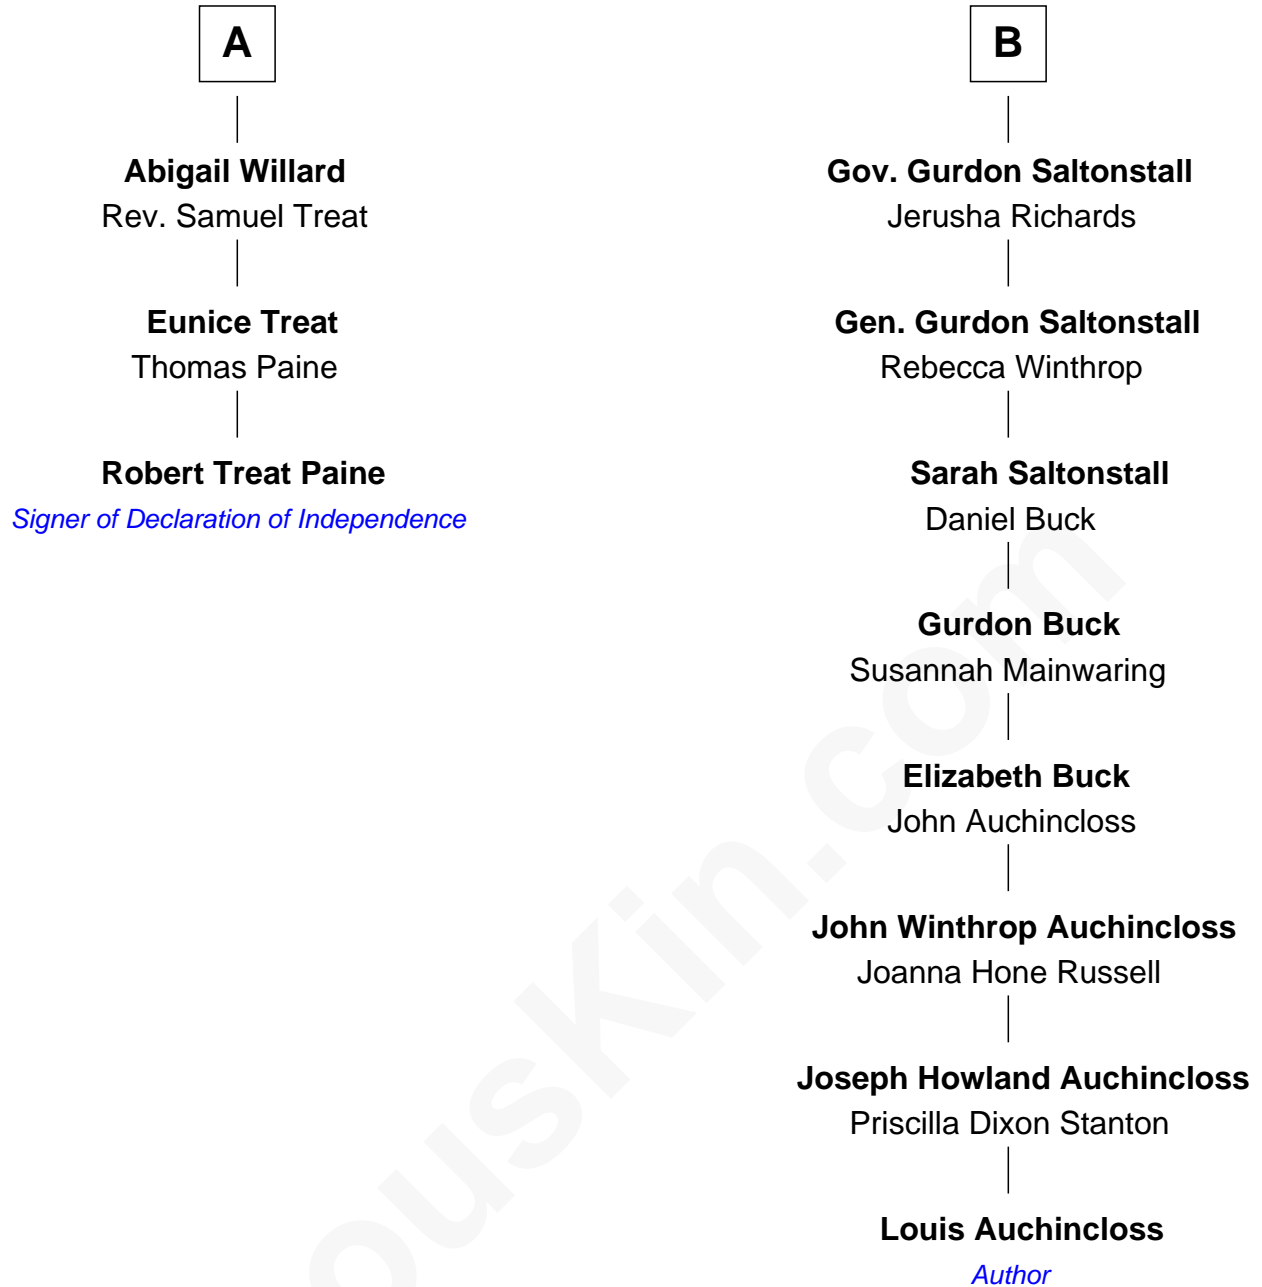 A
Abigail Willard
Rev. Samuel Treat
Eunice Treat
Thomas Paine
Robert Treat Paine
Signer of Declaration of Independence
B
Gov. Gurdon Saltonstall
Jerusha Richards
Gen. Gurdon Saltonstall
Rebecca Winthrop
Sarah Saltonstall
Daniel Buck
Gurdon Buck
Susannah Mainwaring
Elizabeth Buck
John Auchincloss
John Winthrop Auchincloss
Joanna Hone Russell
Joseph Howland Auchincloss
Priscilla Dixon Stanton
Louis Auchincloss
Author
ousKin.com